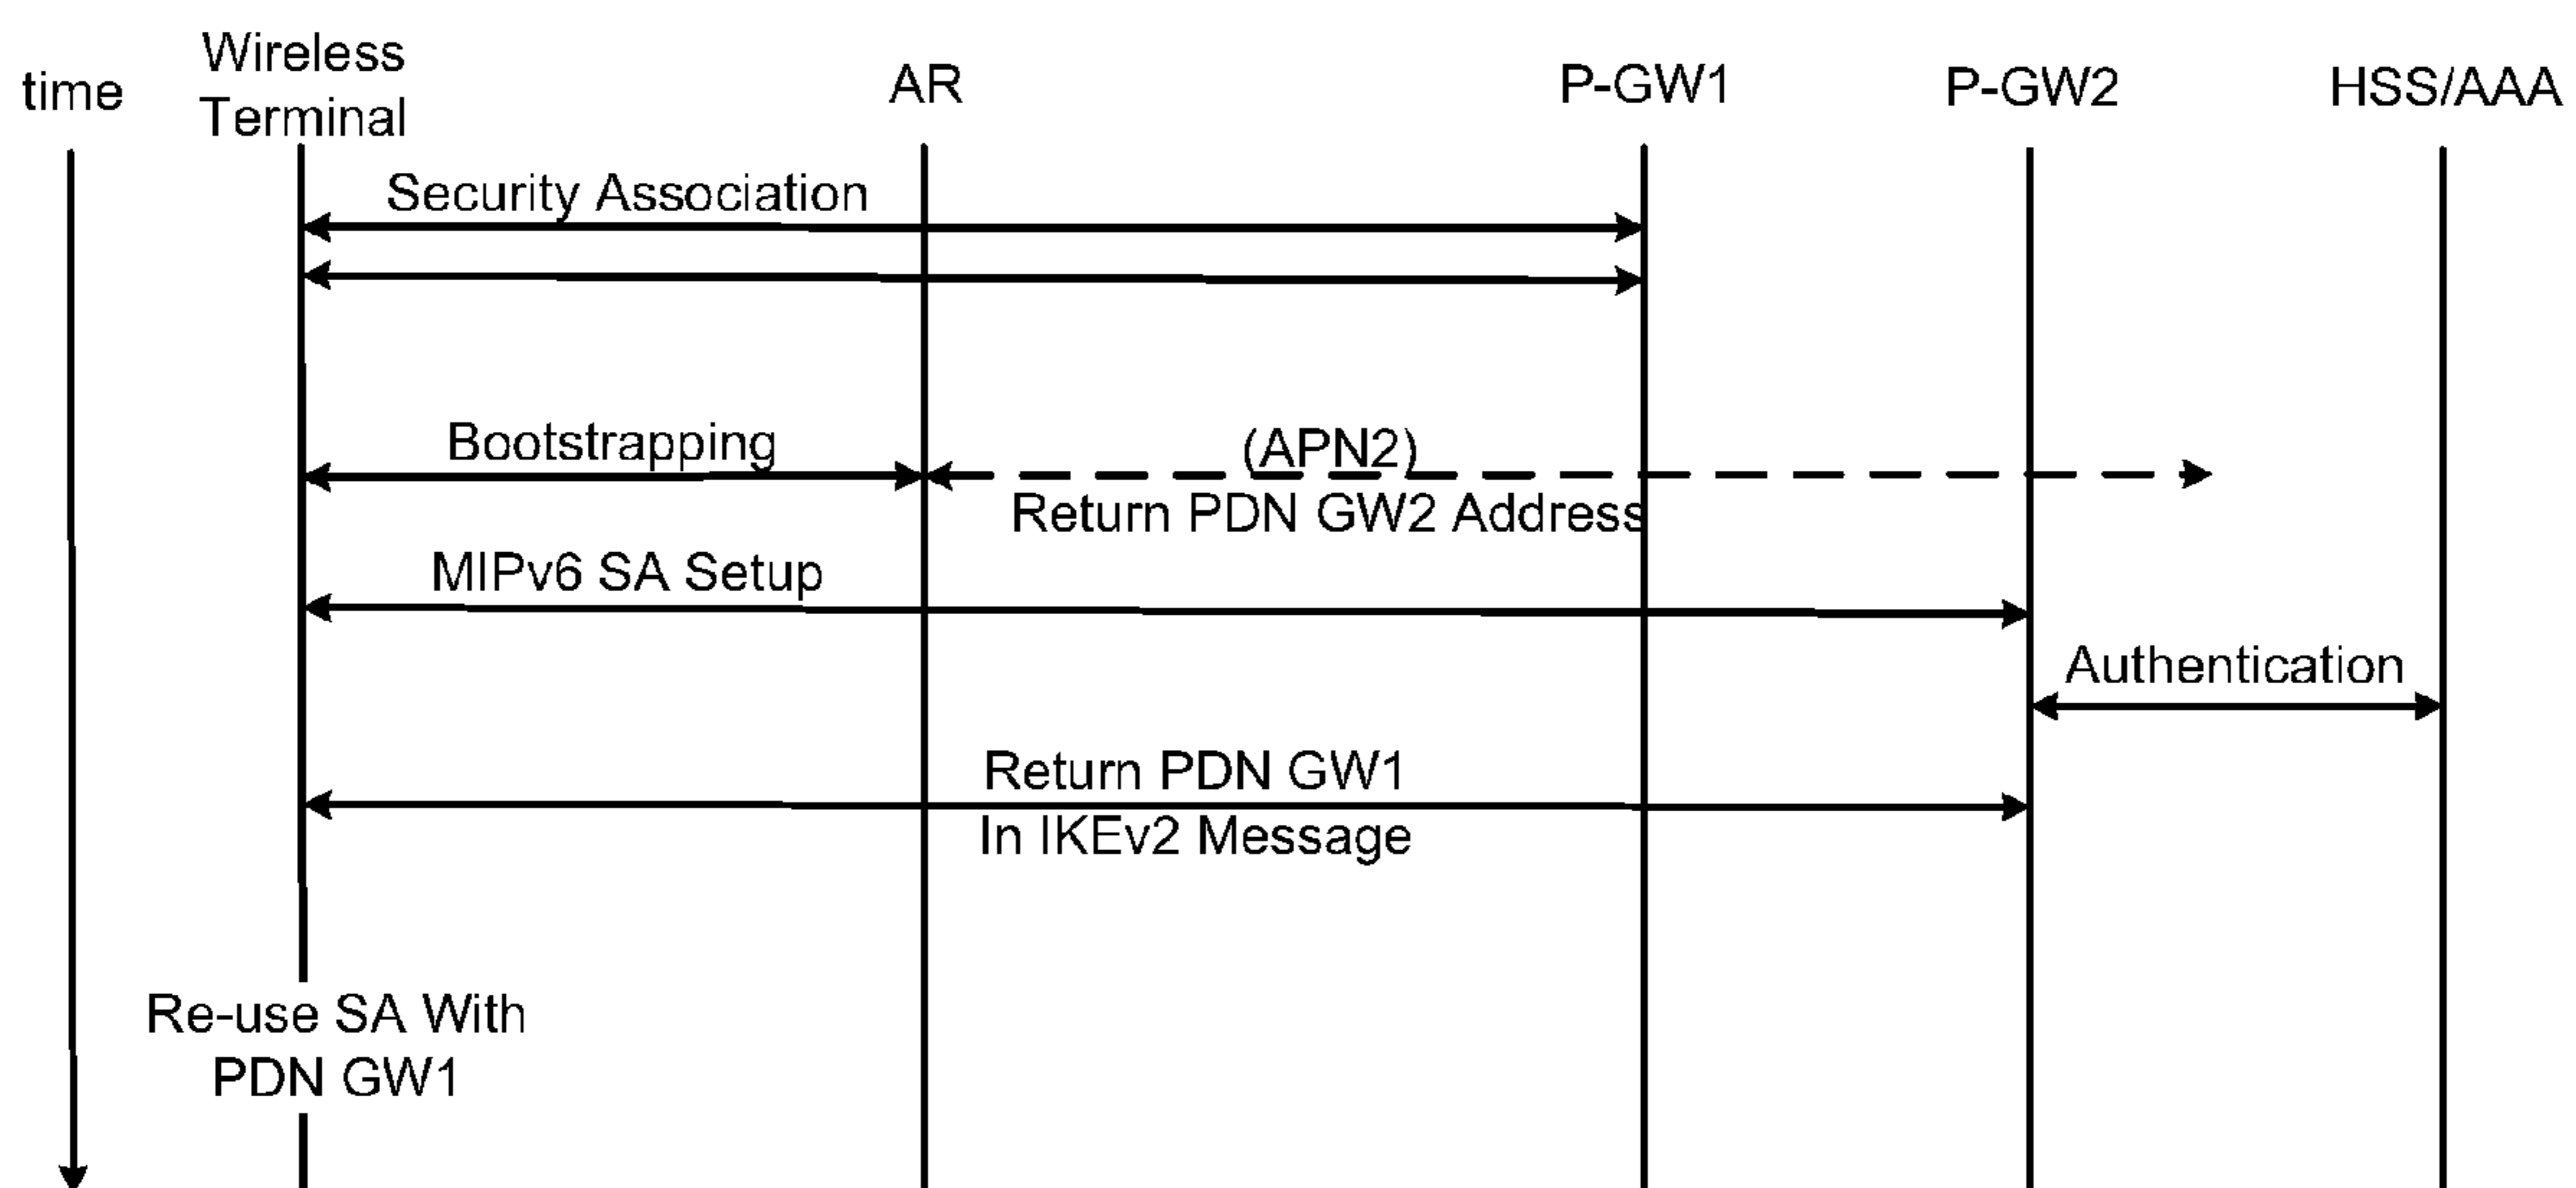 time
Wireless
Terminal
AR
P-GW1
P-GW2
HSS/AAA
Security Association
Bootstrapping
(APN2)
Return PDN GW2 Address
MIPv6 SA Setup
Authentication
Return PDN GW1
In IKEv2 Message
Re-use SA With
PDN GW1